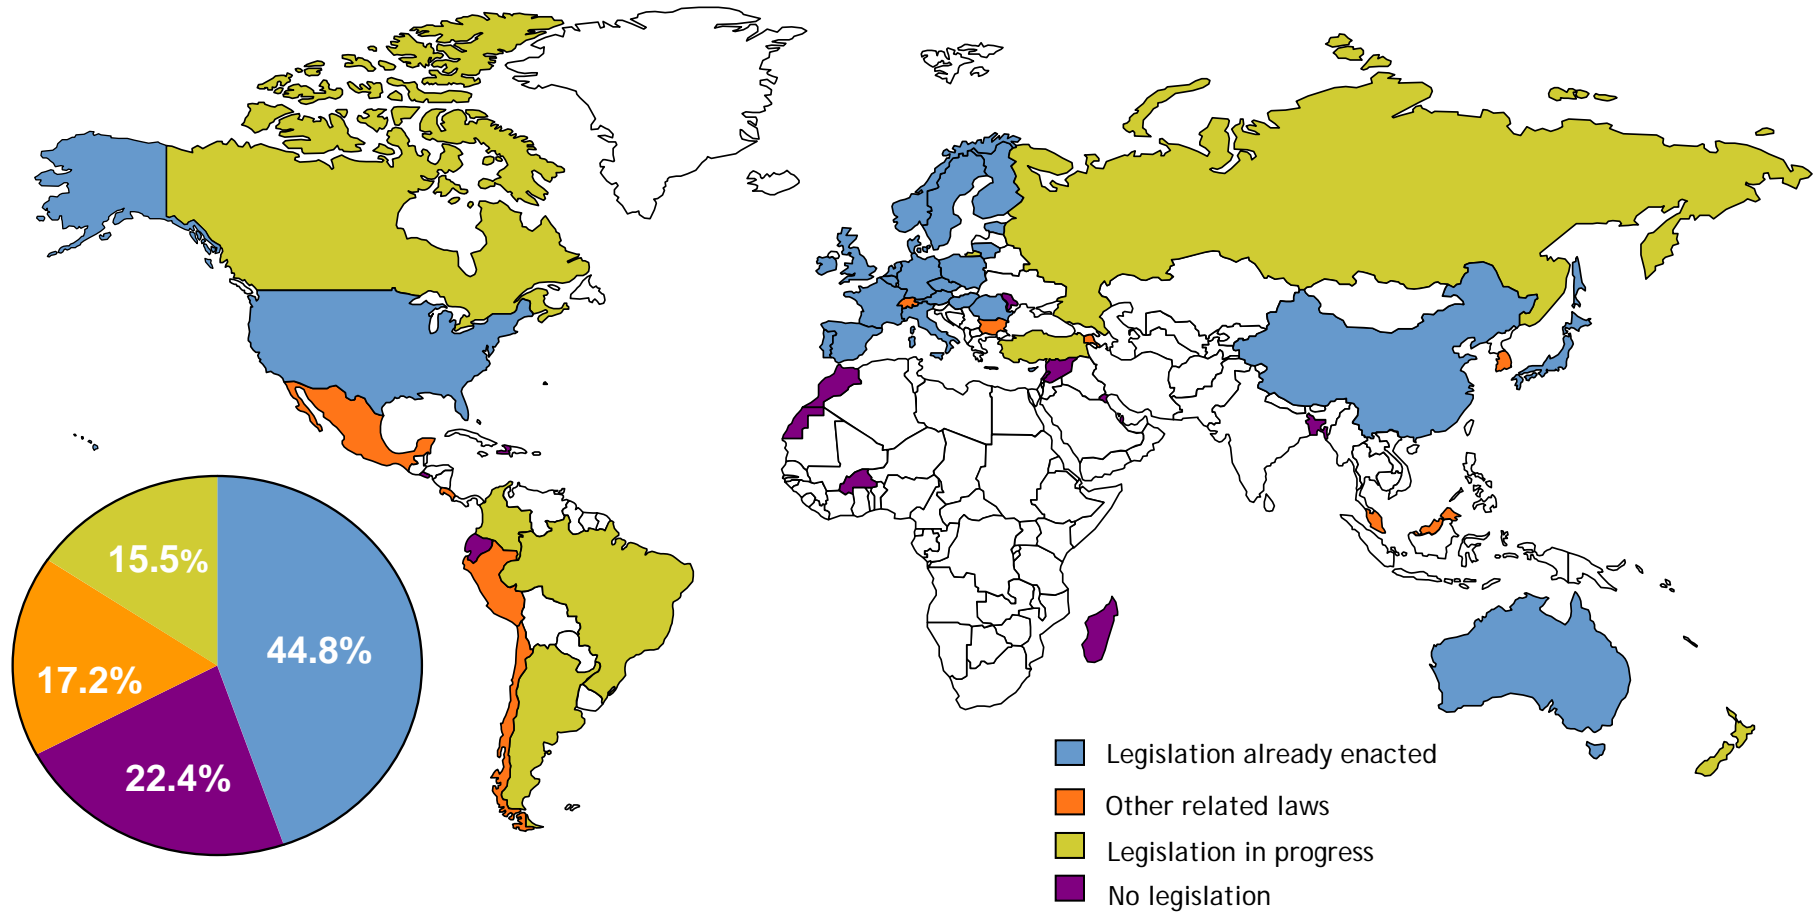 15.5%
44.8%
17.2%
22.4%
Legislation already enacted
Other related laws
Legislation in progress
No legislation